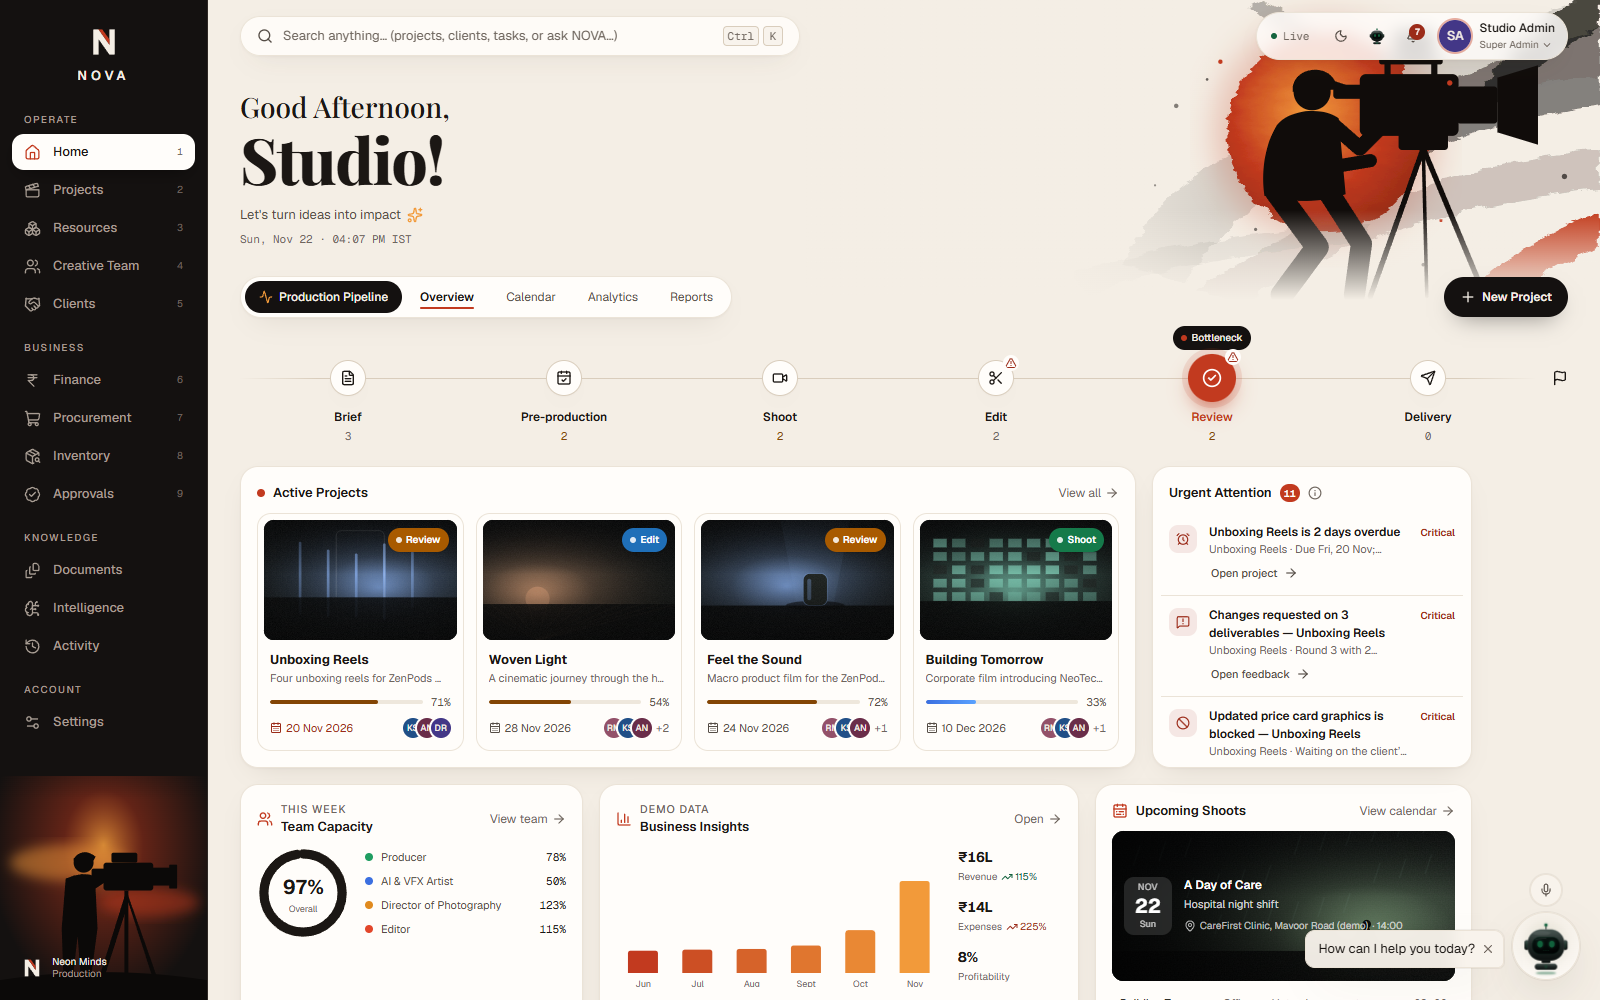 NOVA
OPERATE
Home 1
Projects 2
Resources 3
Creative Team 4
Clients 5
BUSINESS
Finance 6
Procurement 7
Inventory 8
Approvals 9
KNOWLEDGE
Documents
Intelligence
Activity
ACCOUNT
Settings
Neon Minds
Production
Search anything... (projects, clients, tasks, or ask NOVA...) Ctrl K
Live 7 SA Studio Admin
Super Admin
Good Afternoon,
Studio!
Let's turn ideas into impact
Sun, Nov 22 · 04:07 PM IST
Production Pipeline Overview Calendar Analytics Reports
New Project
Bottleneck
Brief Pre-production Shoot Edit Review Delivery
3 2 2 2 2 0
Active Projects View all
Review
Unboxing Reels
Four unboxing reels for ZenPods ...
71%
20 Nov 2026 KS AN DR
Edit
Woven Light
A cinematic journey through the h...
54%
28 Nov 2026 KS AN +2
Review
Feel the Sound
Macro product film for the ZenPod...
72%
24 Nov 2026 KS AN +1
Shoot
Building Tomorrow
Corporate film introducing NeoTec...
33%
10 Dec 2026 KS AN +1
Urgent Attention 11
Unboxing Reels is 2 days overdue Critical
Unboxing Reels · Due Fri, 20 Nov;...
Open project
Changes requested on 3 Critical
deliverables — Unboxing Reels
Unboxing Reels · Round 3 with 2...
Open feedback
Updated price card graphics is Critical
blocked — Unboxing Reels
Unboxing Reels · Waiting on the client'...
THIS WEEK
Team Capacity View team
97%
Overall
Producer 78%
AI & VFX Artist 50%
Director of Photography 123%
Editor 115%
DEMO DATA
Business Insights Open
Jun Jul Aug Sept Oct Nov
₹16L
Revenue 115%
₹14L
Expenses 225%
8%
Profitability
Upcoming Shoots View calendar
NOV
22
Sun
A Day of Care
Hospital night shift
CareFirst Clinic, Mavoor Road (demo) · 14:00
How can I help you today?